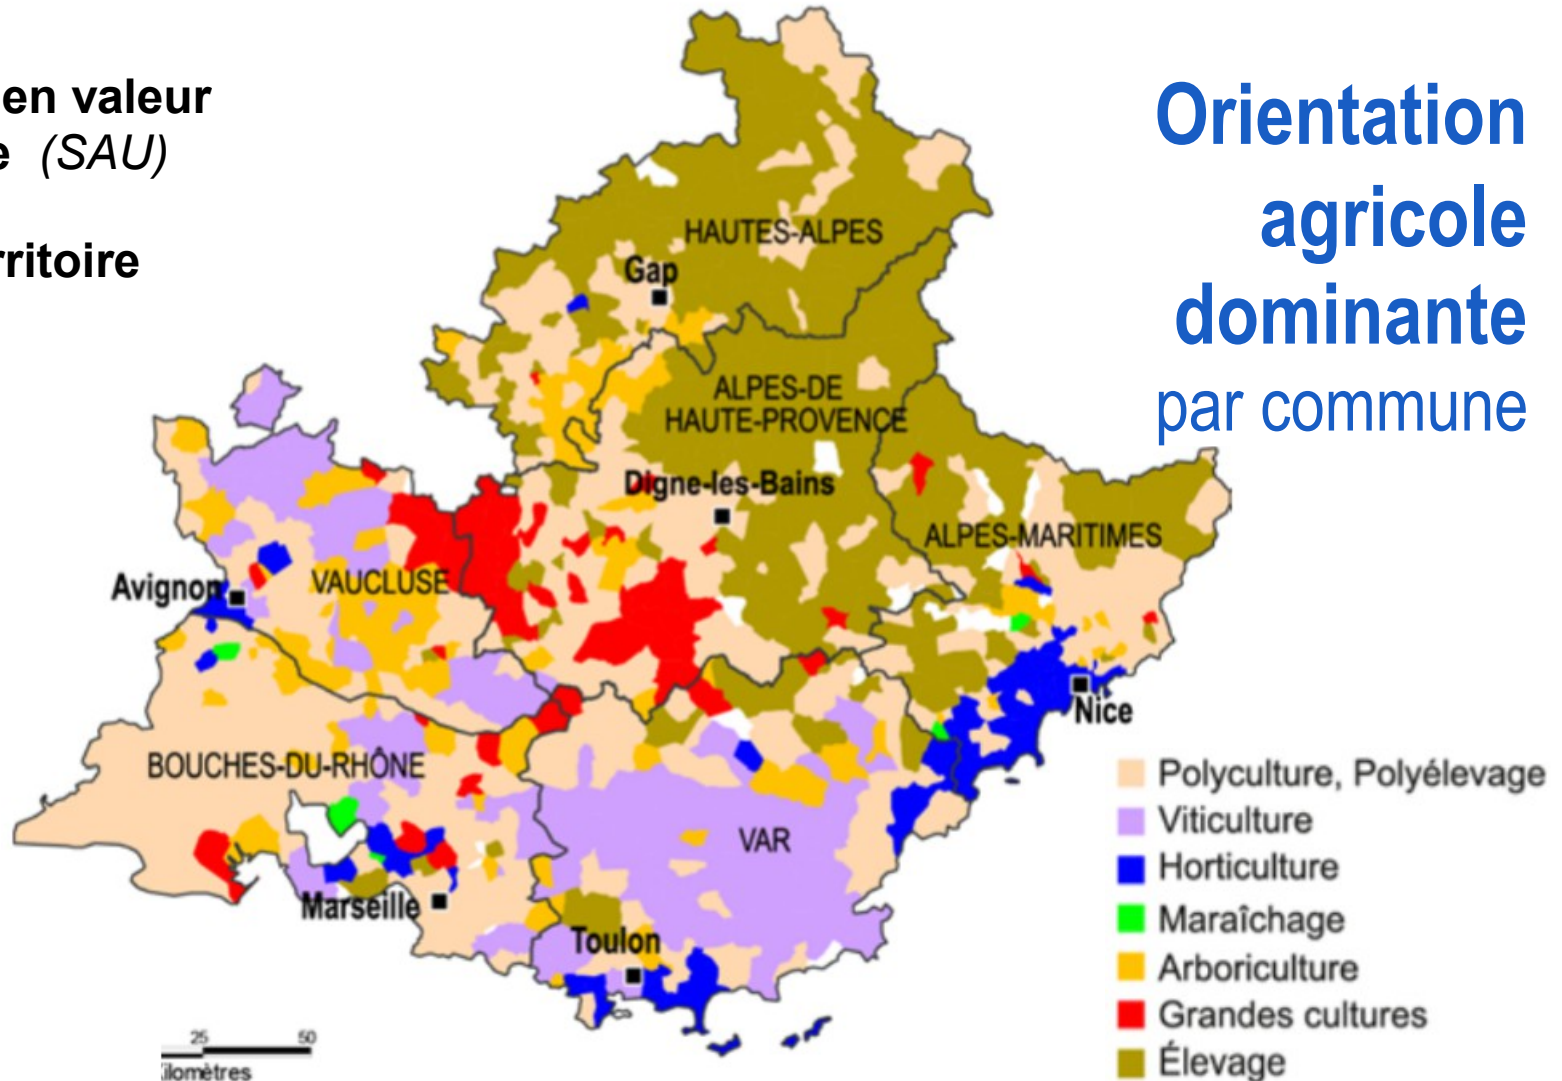 en valeur
e (SAU)
rritoire
Orientation
agricole
dominante
par commune
HAUTES-ALPES
Gap
ALPES-DE
HAUTE-PROVENCE
Digne-les-Bains
ALPES-MARITIMES
Avignon
VAUCLUSE
Nice
BOUCHES-DU-RHÔNE
VAR
Marseille
Toulon
Polyculture, Polyélevage
Viticulture
Horticulture
Maraîchage
Arboriculture
Grandes cultures
Élevage
25 50
ilomètres